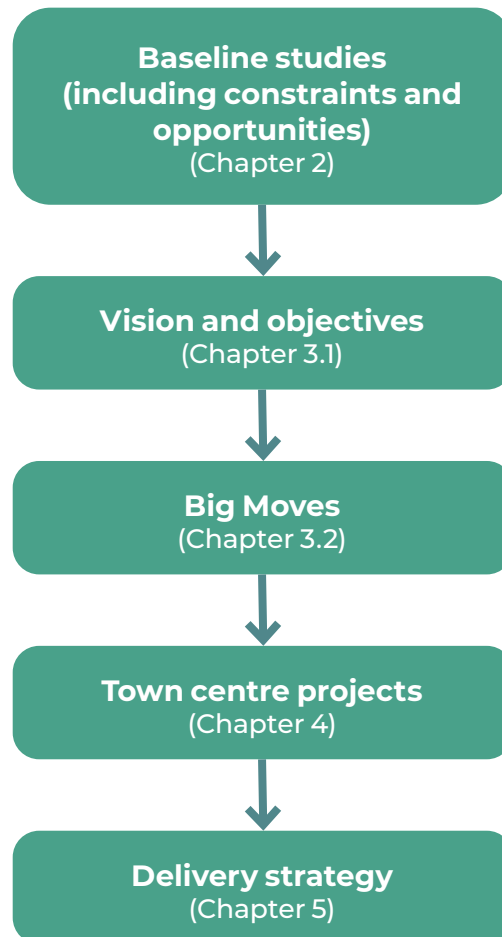 Baseline studies
(including constraints and
opportunities)
(Chapter 2)
Vision and objectives
(Chapter 3.1)
Big Moves
(Chapter 3.2)
Town centre projects
(Chapter 4)
Delivery strategy
(Chapter 5)